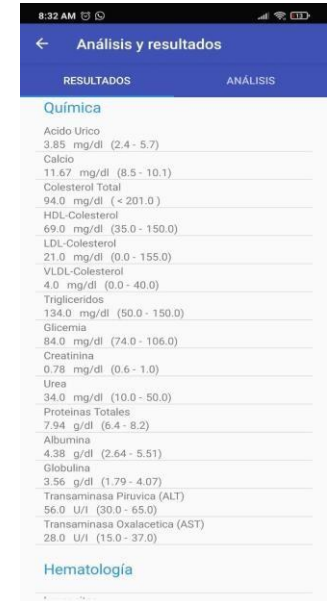 8:32 AM
Análisis y resultados
RESULTADOS ANÁLISIS
Química
Acido Urico
3.85 mg/dl (2.4 - 5.7)
Calcio
11.67 mg/dl (8.5 - 10.1)
Colesterol Total
94.0 mg/dl ( < 201.0 )
HDL-Colesterol
69.0 mg/dl (35.0 - 150.0)
LDL-Colesterol
21.0 mg/dl (0.0 - 155.0)
VLDL-Colesterol
4.0 mg/dl (0.0 - 40.0)
Trigliceridos
134.0 mg/dl (50.0 - 150.0)
Glicemia
84.0 mg/dl (74.0 - 106.0)
Creatinina
0.78 mg/dl (0.6 - 1.0)
Urea
34.0 mg/dl (10.0 - 50.0)
Proteinas Totales
7.94 g/dl (6.4 - 8.2)
Albumina
4.38 g/dl (2.64 - 5.51)
Globulina
3.56 g/dl (1.79 - 4.07)
Transaminasa Piruvica (ALT)
56.0 U/l (30.0 - 65.0)
Transaminasa Oxalacetica (AST)
28.0 U/l (15.0 - 37.0)
Hematología